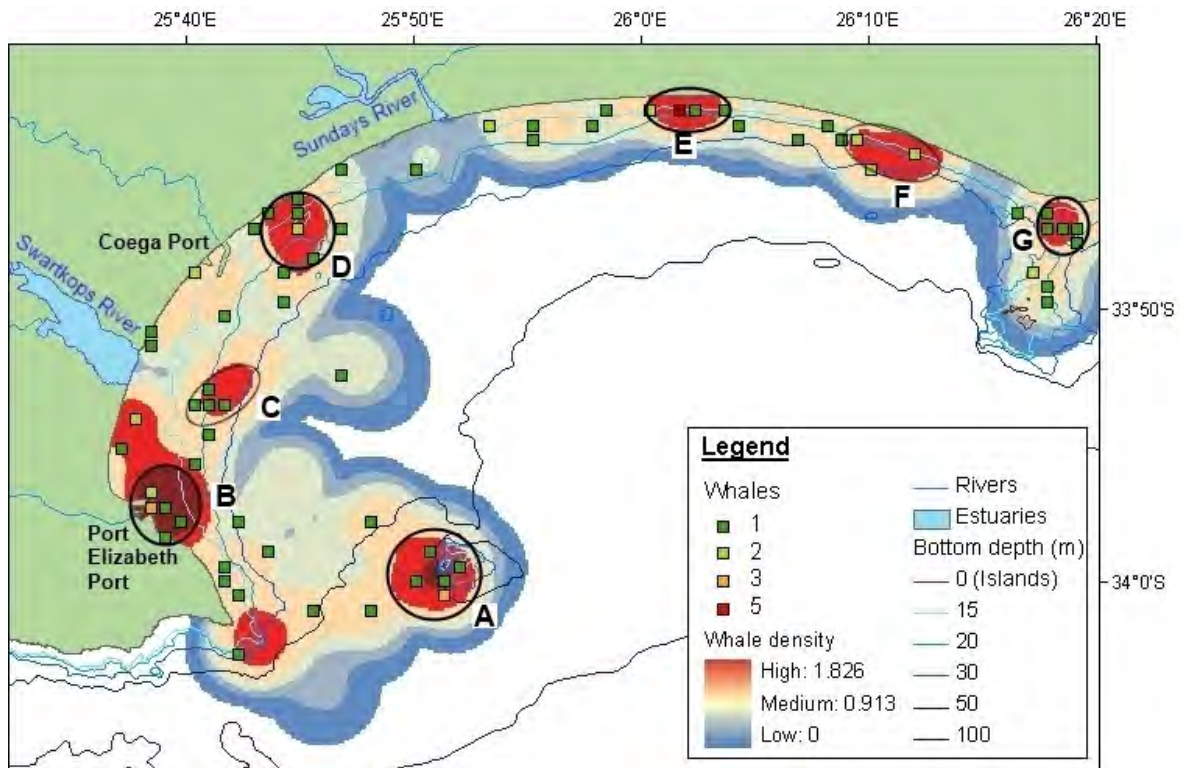 25°40'E 25°50'E 26°0'E 26°10'E 26°20'E
Sundays River
E
F
Coega Port
G
Swartkops River
D
33°50'S
C
B
Port
Elizabeth
Port
A
34°0'S
Legend
Whales
1
2
3
5
Whale density
High: 1.826
Medium: 0.913
Low: 0
Rivers
Estuaries
Bottom depth (m)
0 (Islands)
15
20
30
50
100